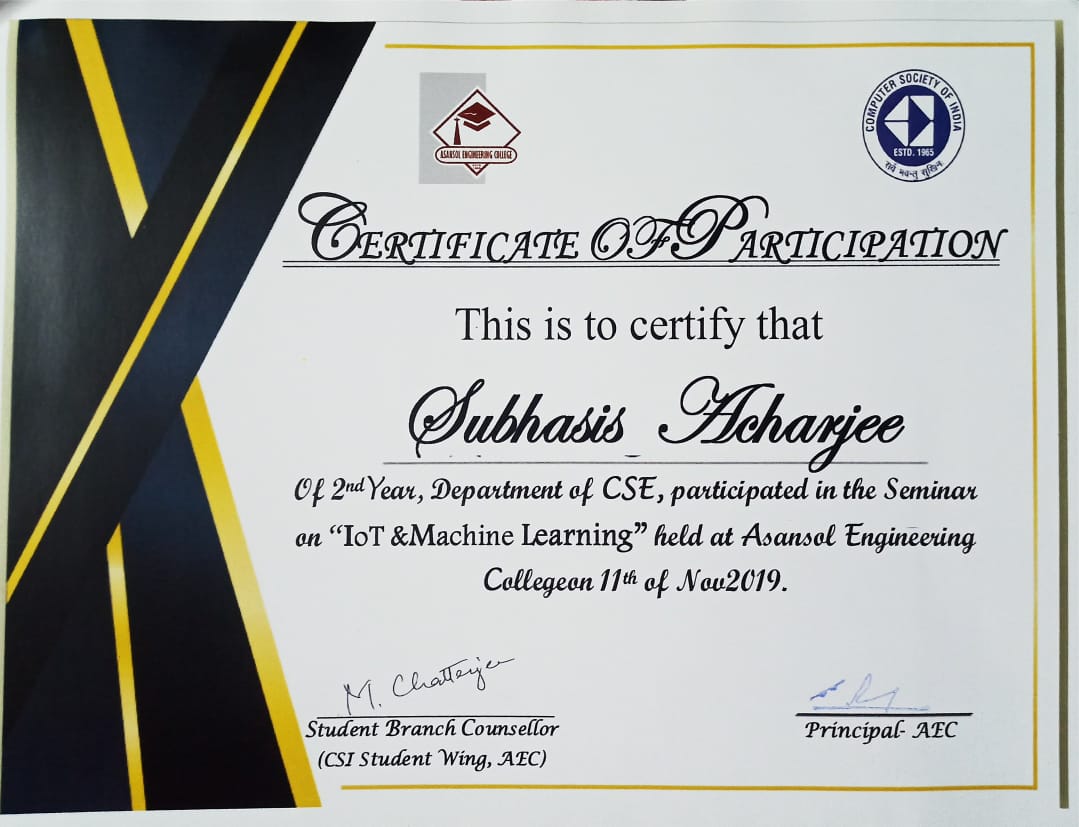 ASANSOL ENGINEERING COLLEGE
COMPUTER SOCIETY OF INDIA
ESTD. 1965
सर्वे भवन्तु सुखिनः
CERTIFICATE OF PARTICIPATION
This is to certify that
Subhasis Acharjee
Of 2nd Year, Department of CSE, participated in the Seminar
on “IoT &Machine Learning” held at Asansol Engineering
Collegeon 11th of Nov2019.
M. Chatterjee
Student Branch Counsellor
(CSI Student Wing, AEC)
Principal- AEC